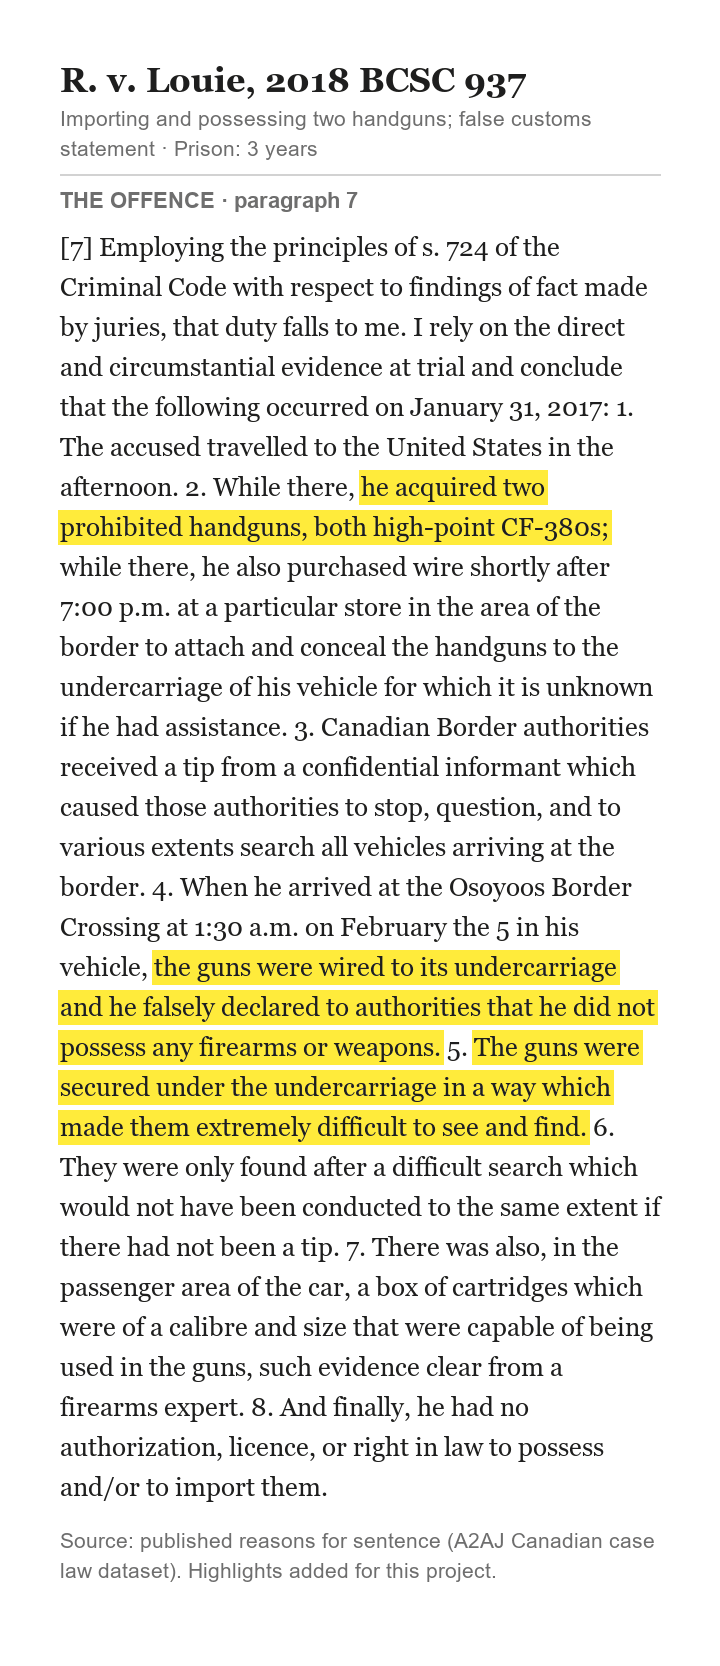 R. v. Louie, 2018 BCSC 937
Importing and possessing two handguns; false customs
statement · Prison: 3 years
THE OFFENCE · paragraph 7
[7] Employing the principles of s. 724 of the
Criminal Code with respect to findings of fact made
by juries, that duty falls to me. I rely on the direct
and circumstantial evidence at trial and conclude
that the following occurred on January 31, 2017: 1.
The accused travelled to the United States in the
afternoon. 2. While there, he acquired two
prohibited handguns, both high-point CF-380s;
while there, he also purchased wire shortly after
7:00 p.m. at a particular store in the area of the
border to attach and conceal the handguns to the
undercarriage of his vehicle for which it is unknown
if he had assistance. 3. Canadian Border authorities
received a tip from a confidential informant which
caused those authorities to stop, question, and to
various extents search all vehicles arriving at the
border. 4. When he arrived at the Osoyoos Border
Crossing at 1:30 a.m. on February the 5 in his
vehicle, the guns were wired to its undercarriage
and he falsely declared to authorities that he did not
possess any firearms or weapons. 5. The guns were
secured under the undercarriage in a way which
made them extremely difficult to see and find. 6.
They were only found after a difficult search which
would not have been conducted to the same extent if
there had not been a tip. 7. There was also, in the
passenger area of the car, a box of cartridges which
were of a calibre and size that were capable of being
used in the guns, such evidence clear from a
firearms expert. 8. And finally, he had no
authorization, licence, or right in law to possess
and/or to import them.
Source: published reasons for sentence (A2AJ Canadian case
law dataset). Highlights added for this project.